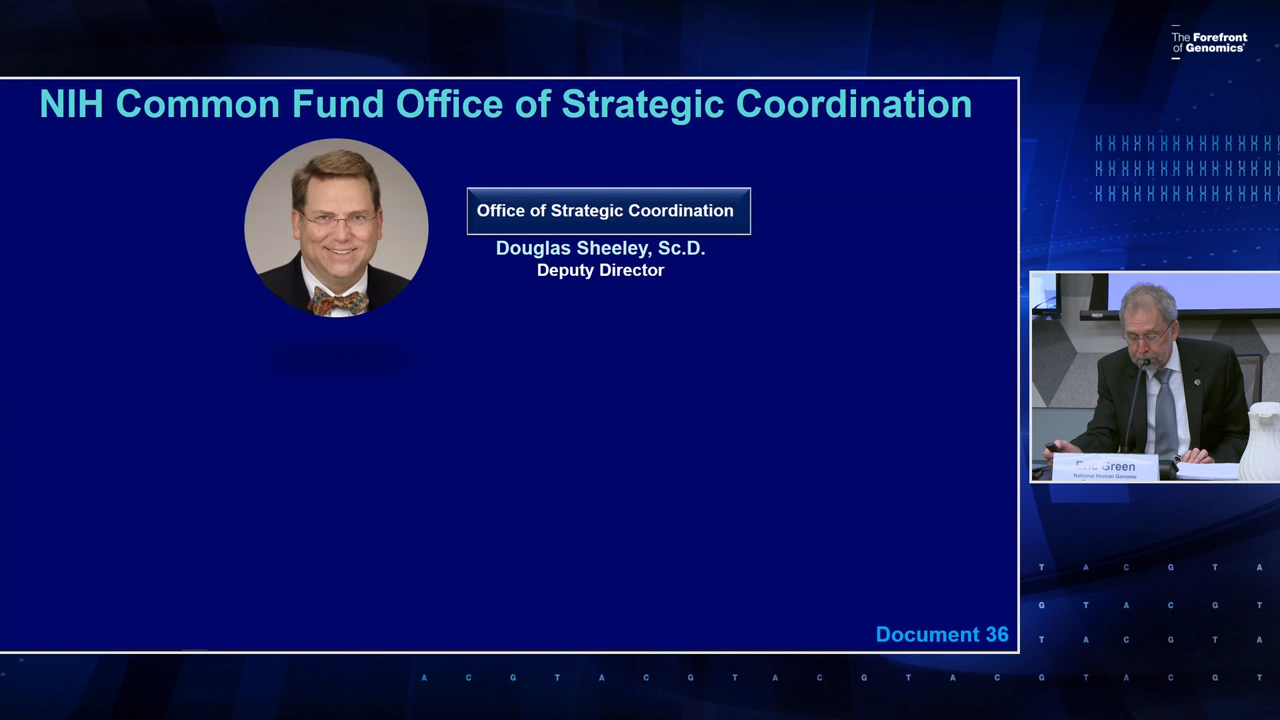 The Forefront
of Genomics
NIH Common Fund Office of Strategic Coordination
Office of Strategic Coordination
Douglas Sheeley, Sc.D.
Deputy Director
Eric Green
National Human Genome
Document 36
T A C G T A
G T A C G T
T A C G T A
A C G T A C G T A C G T A C G T A C G T